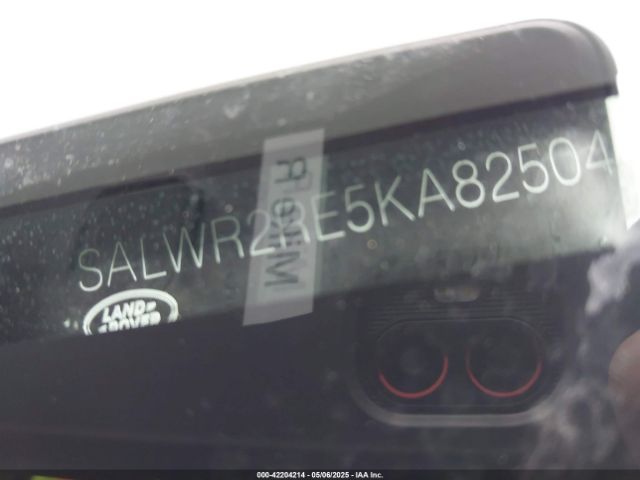 SALWR2RE5KA82504
LAND
ROVER
000-42204214 - 05/06/2025 - IAA Inc.